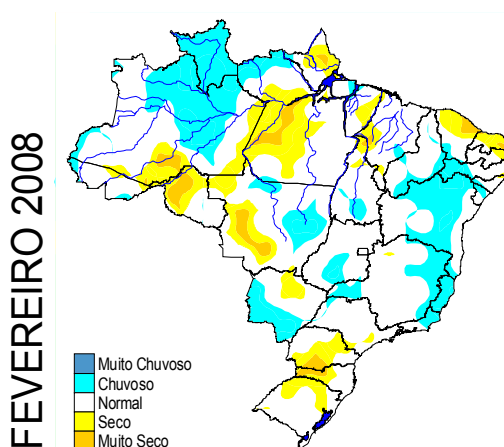 FEVEREIRO 2008
Muito Chuvoso
Chuvoso
Normal
Seco
Muito Seco